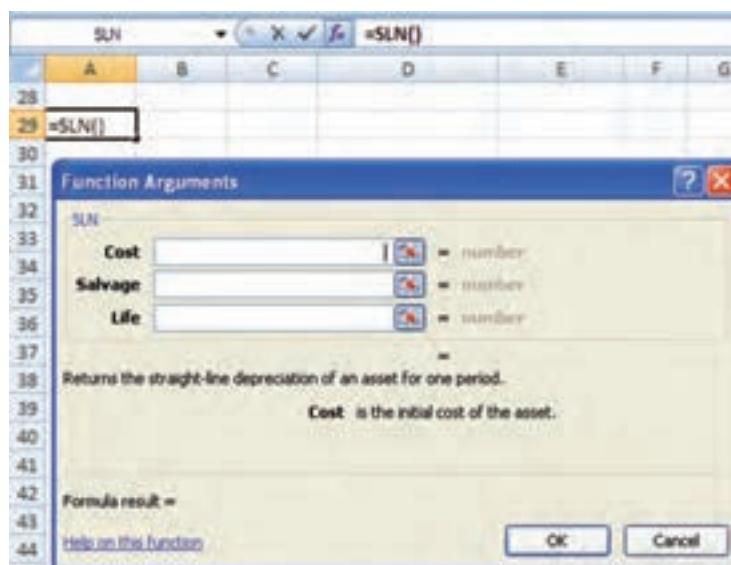 SLN =SLN()
A B C D E F G
28
29 =SLN()
30
31 Function Arguments
32 SLN
33 Cost = number
34 Salvage = number
35
36 Life = number
37 =
38 Returns the straight-line depreciation of an asset for one period.
39 Cost is the initial cost of the asset.
40
41
42 Formula result =
43
44 Help on this function OK Cancel